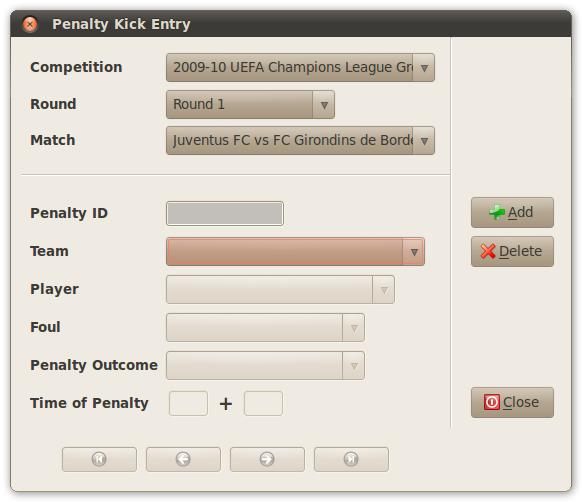 Penalty Kick Entry
Competition 2009-10 UEFA Champions League Gr
Round Round 1
Match Juventus FC vs FC Girondins de Borde
Penalty ID
Add
Team
Delete
Player
Foul
Penalty Outcome
Time of Penalty +
Close